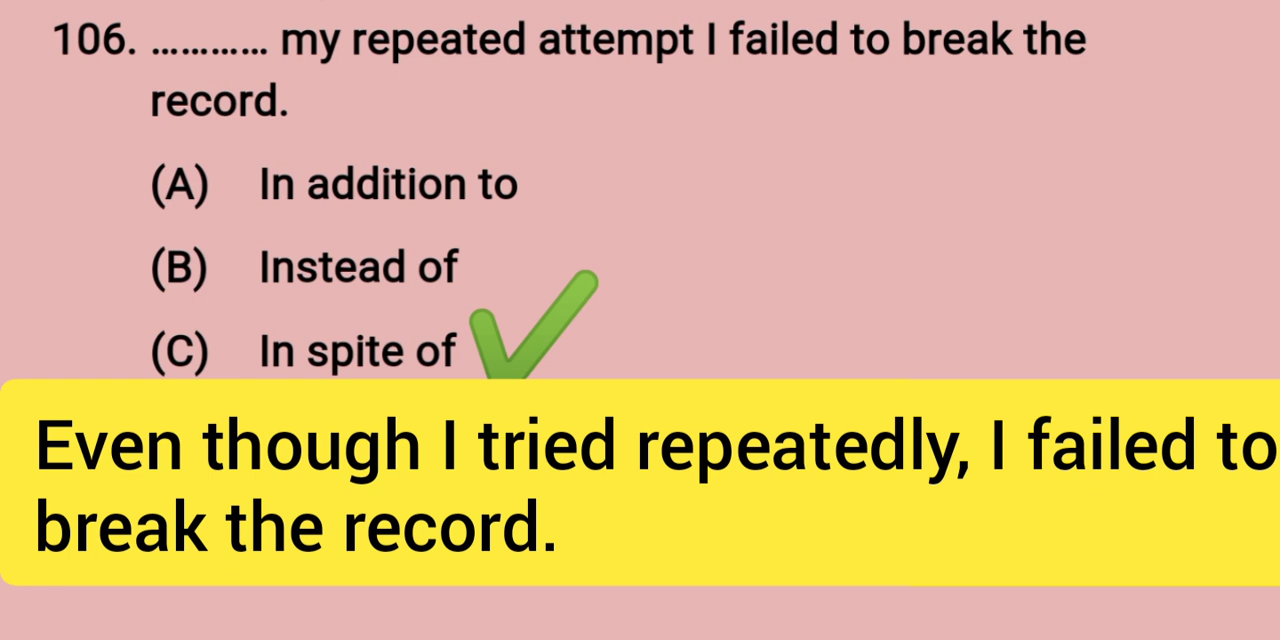 106. ............ my repeated attempt I failed to break the
record.
(A) In addition to
(B) Instead of
(C) In spite of
Even though I tried repeatedly, I failed to
break the record.